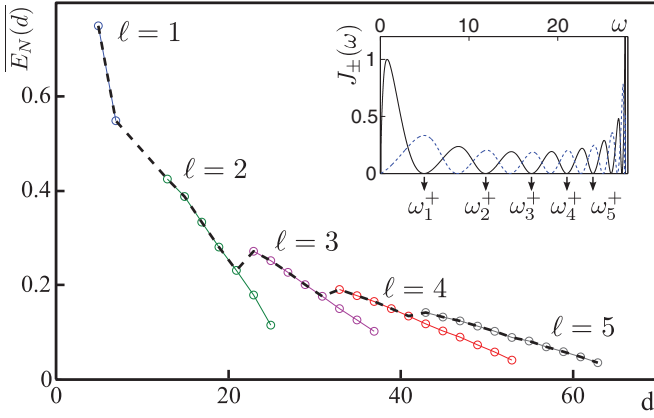 0 10 20 ω
J±(ω)
1
0.5
0
ω₁⁺ ω₂⁺ ω₃⁺ ω₄⁺ ω₅⁺
E_N(d)
0.6
0.4
0.2
0
ℓ = 1
ℓ = 2
ℓ = 3
ℓ = 4
ℓ = 5
0 20 40 60 d